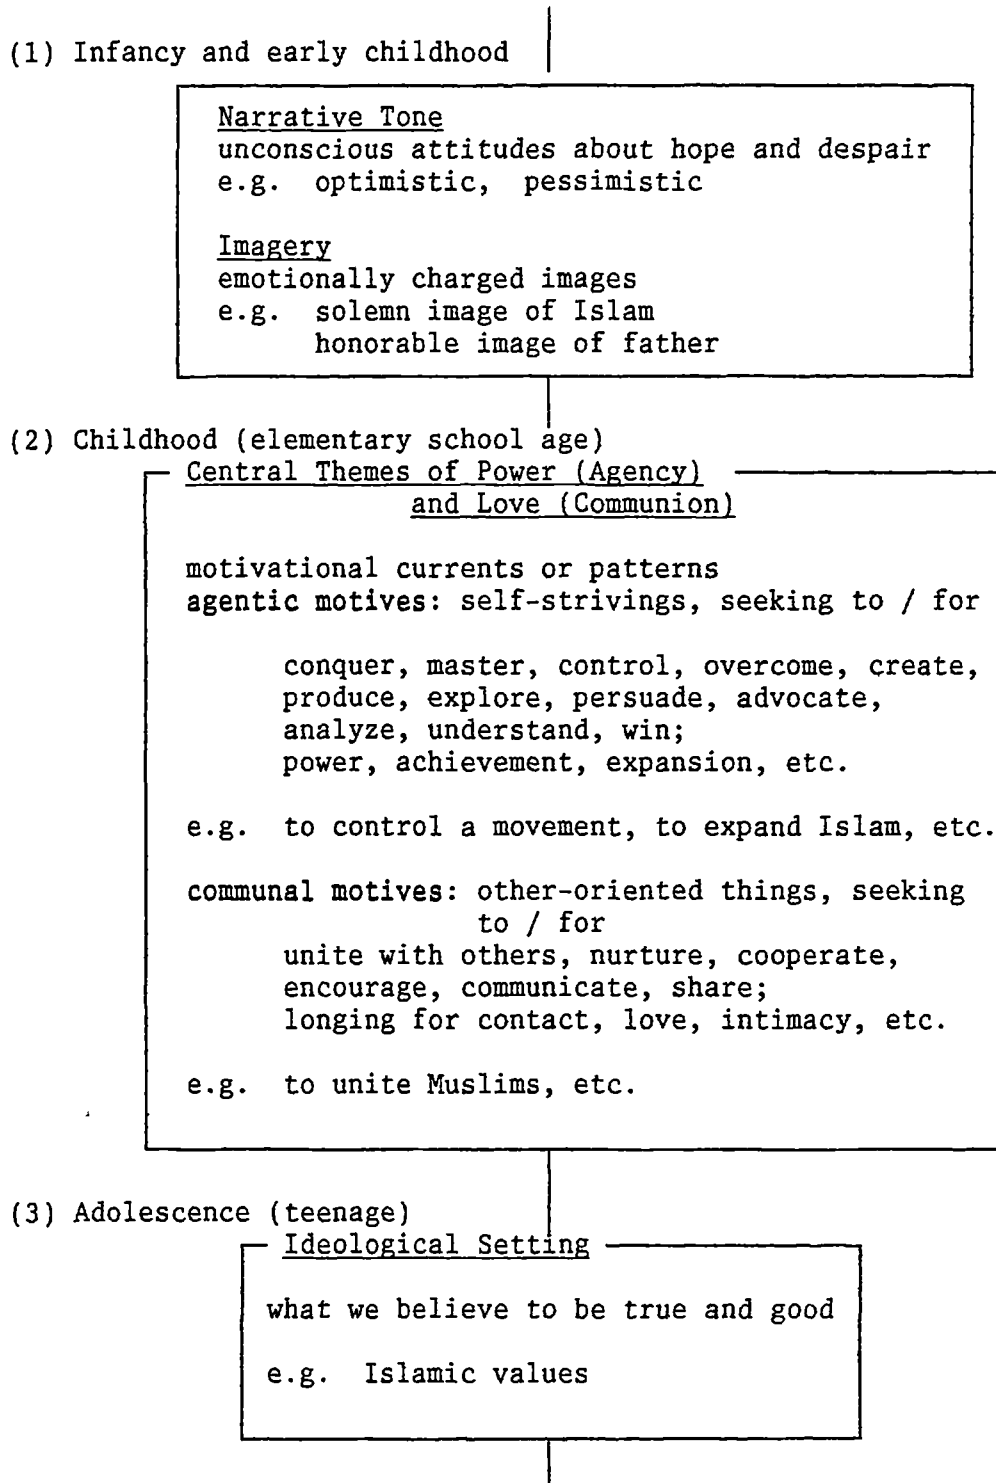 (1) Infancy and early childhood
Narrative Tone
unconscious attitudes about hope and despair
e.g. optimistic, pessimistic
Imagery
emotionally charged images
e.g. solemn image of Islam
honorable image of father
(2) Childhood (elementary school age)
Central Themes of Power (Agency)
and Love (Communion)
motivational currents or patterns
agentic motives: self-strivings, seeking to / for
conquer, master, control, overcome, create,
produce, explore, persuade, advocate,
analyze, understand, win;
power, achievement, expansion, etc.
e.g. to control a movement, to expand Islam, etc.
communal motives: other-oriented things, seeking
to / for
unite with others, nurture, cooperate,
encourage, communicate, share;
longing for contact, love, intimacy, etc.
e.g. to unite Muslims, etc.
(3) Adolescence (teenage)
Ideological Setting
what we believe to be true and good
e.g. Islamic values